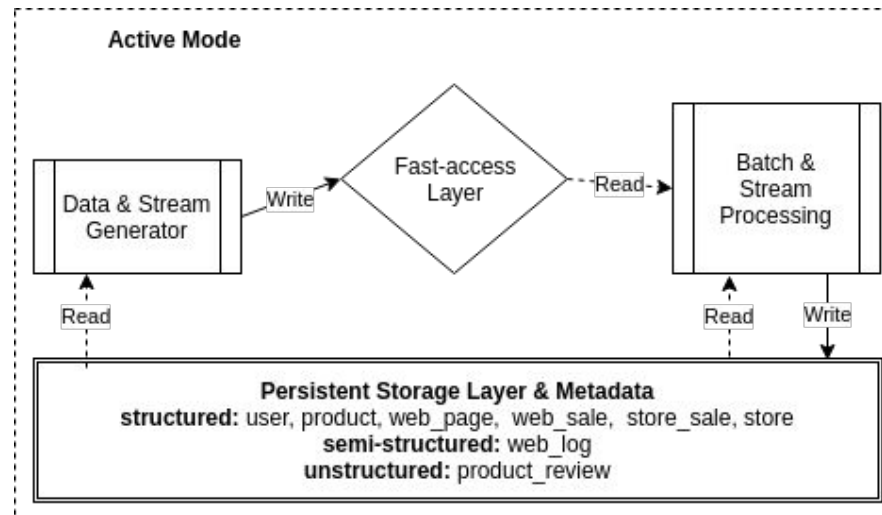 Active Mode
Data & Stream
Generator
Write
Fast-access
Layer
Read
Batch &
Stream
Processing
Read
Read
Write
Persistent Storage Layer & Metadata
structured: user, product, web_page, web_sale, store_sale, store
semi-structured: web_log
unstructured: product_review